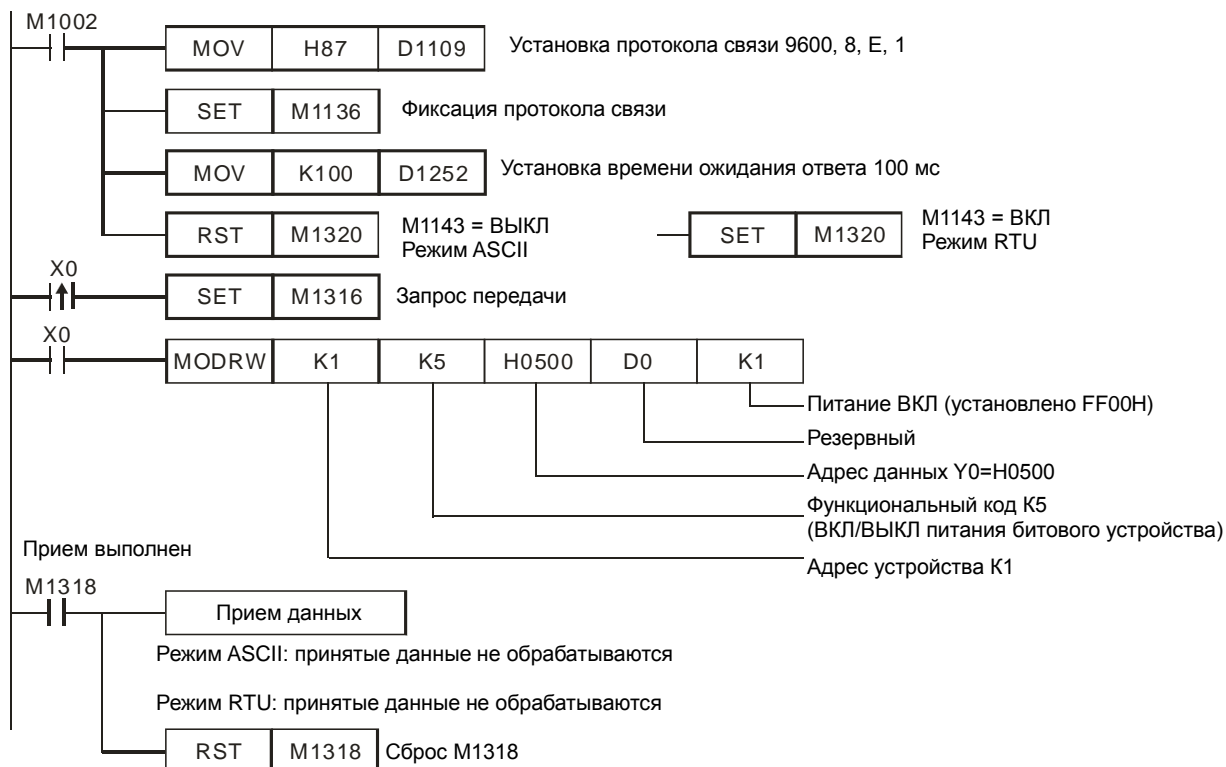 M1002
MOV H87 D1109 Установка протокола связи 9600, 8, E, 1
SET M1136 Фиксация протокола связи
MOV K100 D1252 Установка времени ожидания ответа 100 мс
RST M1320 M1143 = ВЫКЛ
Режим ASCII
SET M1320 M1143 = ВКЛ
Режим RTU
X0
SET M1316 Запрос передачи
X0
MODRW K1 K5 H0500 D0 K1
Питание ВКЛ (установлено FF00H)
Резервный
Адрес данных Y0=H0500
Функциональный код К5
(ВКЛ/ВЫКЛ питания битового устройства)
Адрес устройства К1
Прием выполнен
M1318
Прием данных
Режим ASCII: принятые данные не обрабатываются
Режим RTU: принятые данные не обрабатываются
RST M1318 Сброс M1318